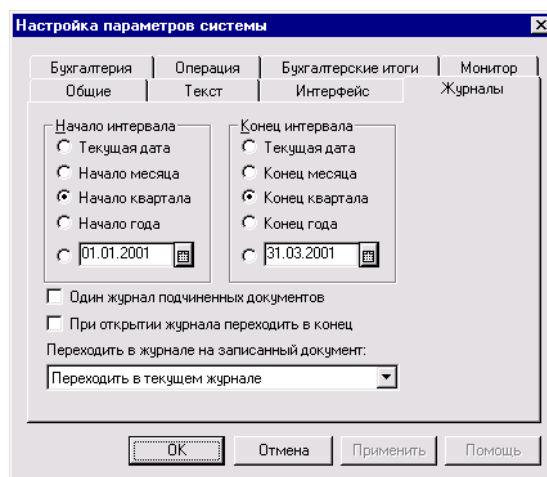 Настройка параметров системы
Бухгалтерия Операция Бухгалтерские итоги Монитор
Общие Текст Интерфейс Журналы
Начало интервала Конец интервала
Текущая дата Текущая дата
Начало месяца Конец месяца
Начало квартала Конец квартала
Начало года Конец года
01.01.2001 31.03.2001
Один журнал подчиненных документов
При открытии журнала переходить в конец
Переходить в журнале на записанный документ:
Переходить в текущем журнале
OK Отмена Применить Помощь